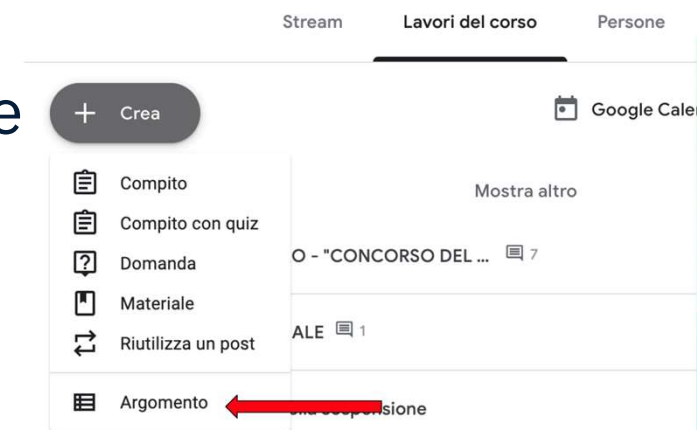 Stream Lavori del corso Persone
e
+ Crea
Google Cale
Compito
Mostra altro
Compito con quiz
O - "CONCORSO DEL ... 7
Domanda
Materiale
ALE 1
Riutilizza un post
Argomento